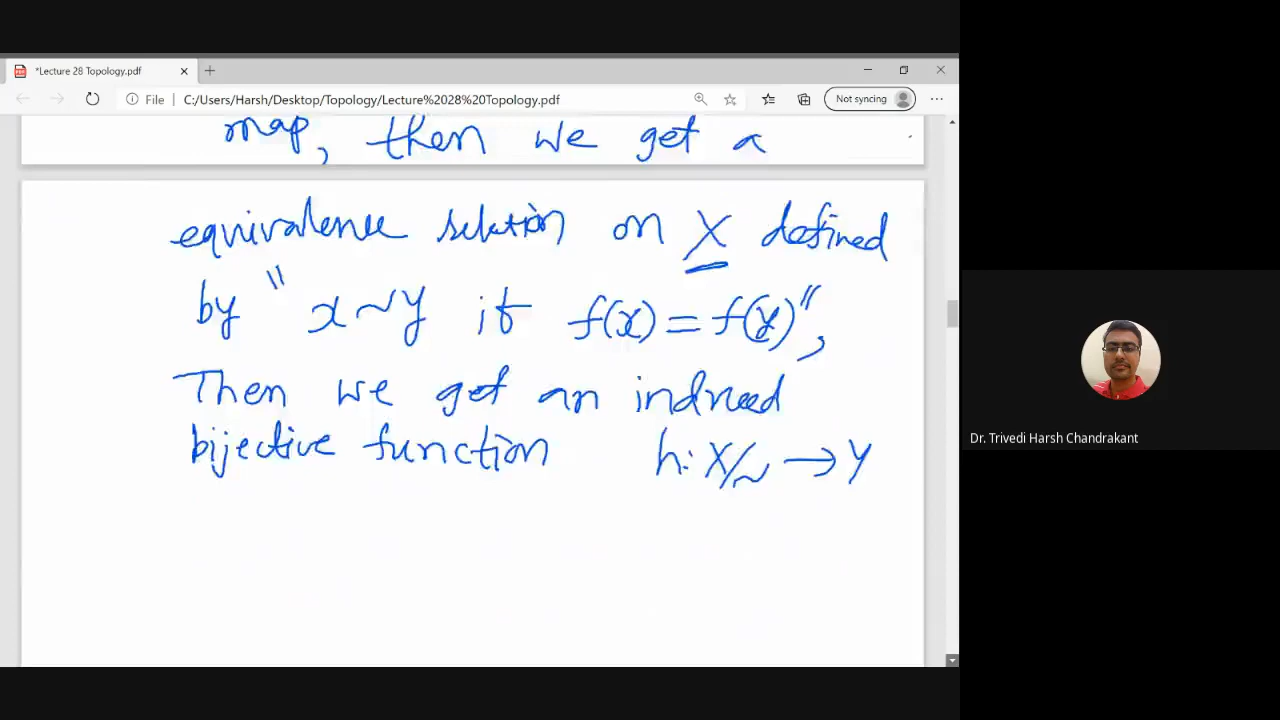 *Lecture 28 Topology.pdf
File | C:/Users/Harsh/Desktop/Topology/Lecture%2028%20Topology.pdf
Not syncing
map, then we get a
equivalence relation on X defined
by " x~y if f(x) = f(y)",
Then we get an induced
bijective function h: X/~ → Y
Dr. Trivedi Harsh Chandrakant